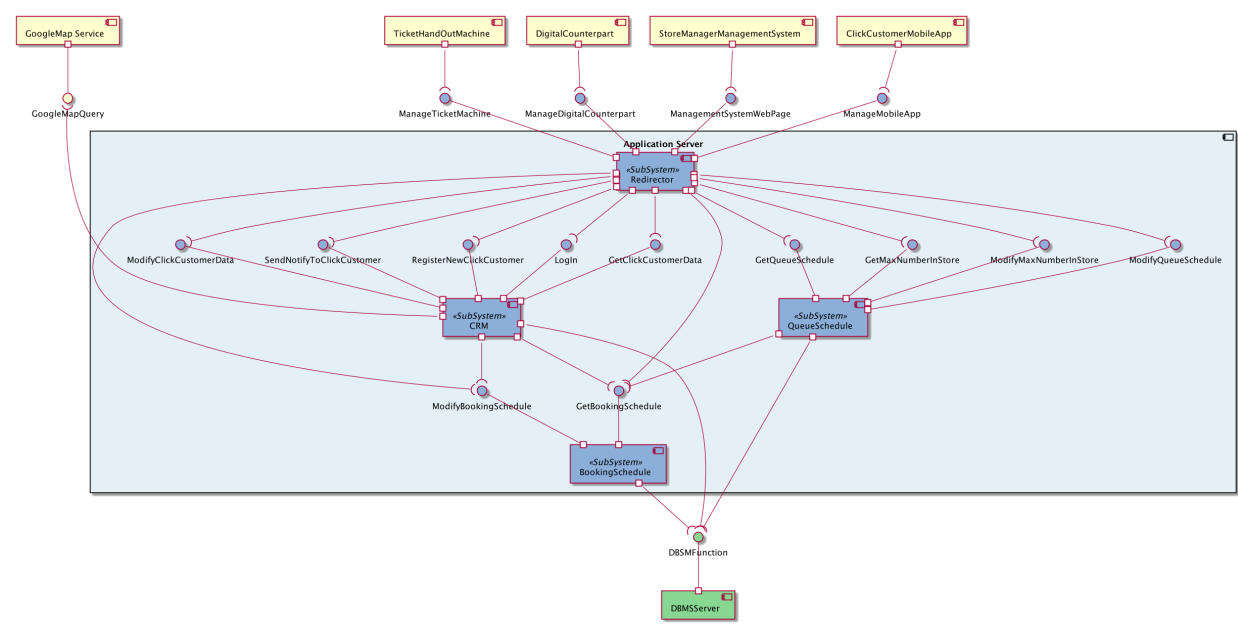 GoogleMap Service
TicketHandOutMachine
DigitalCounterpart
StoreManagerManagementSystem
ClickCustomerMobileApp
GoogleMapQuery
ManageTicketMachine
ManageDigitalCounterpart
ManagementSystemWebPage
ManageMobileApp
Application Server
«SubSystem»
Redirector
ModifyClickCustomerData
SendNotifyToClickCustomer
RegisterNewClickCustomer
LogIn
GetClickCustomerData
GetQueueSchedule
GetMaxNumberInStore
ModifyMaxNumberInStore
ModifyQueueSchedule
«SubSystem»
CRM
«SubSystem»
QueueSchedule
ModifyBookingSchedule
GetBookingSchedule
«SubSystem»
BookingSchedule
DBSMFunction
DBMSServer